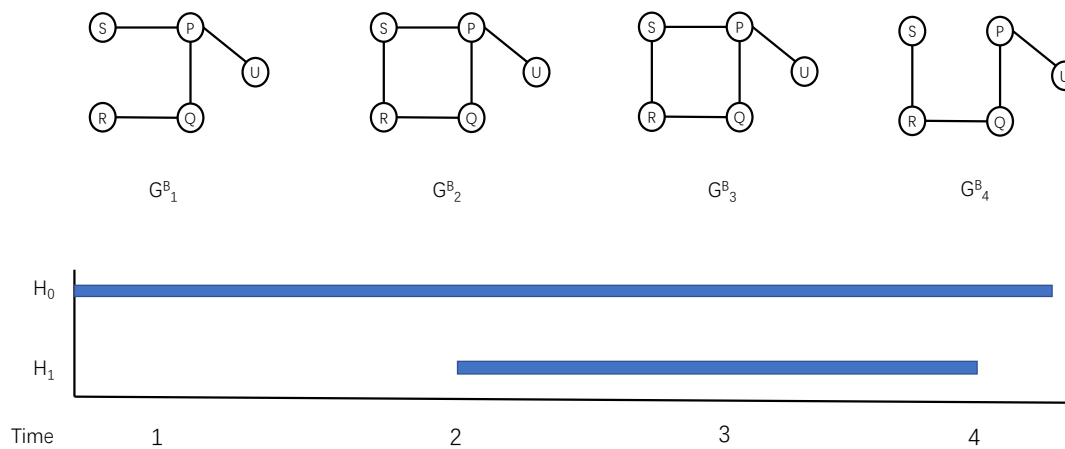 S P U R Q
S P U R Q
S P U R Q
S P U R Q
G^B_1 G^B_2 G^B_3 G^B_4
H_0
H_1
Time 1 2 3 4